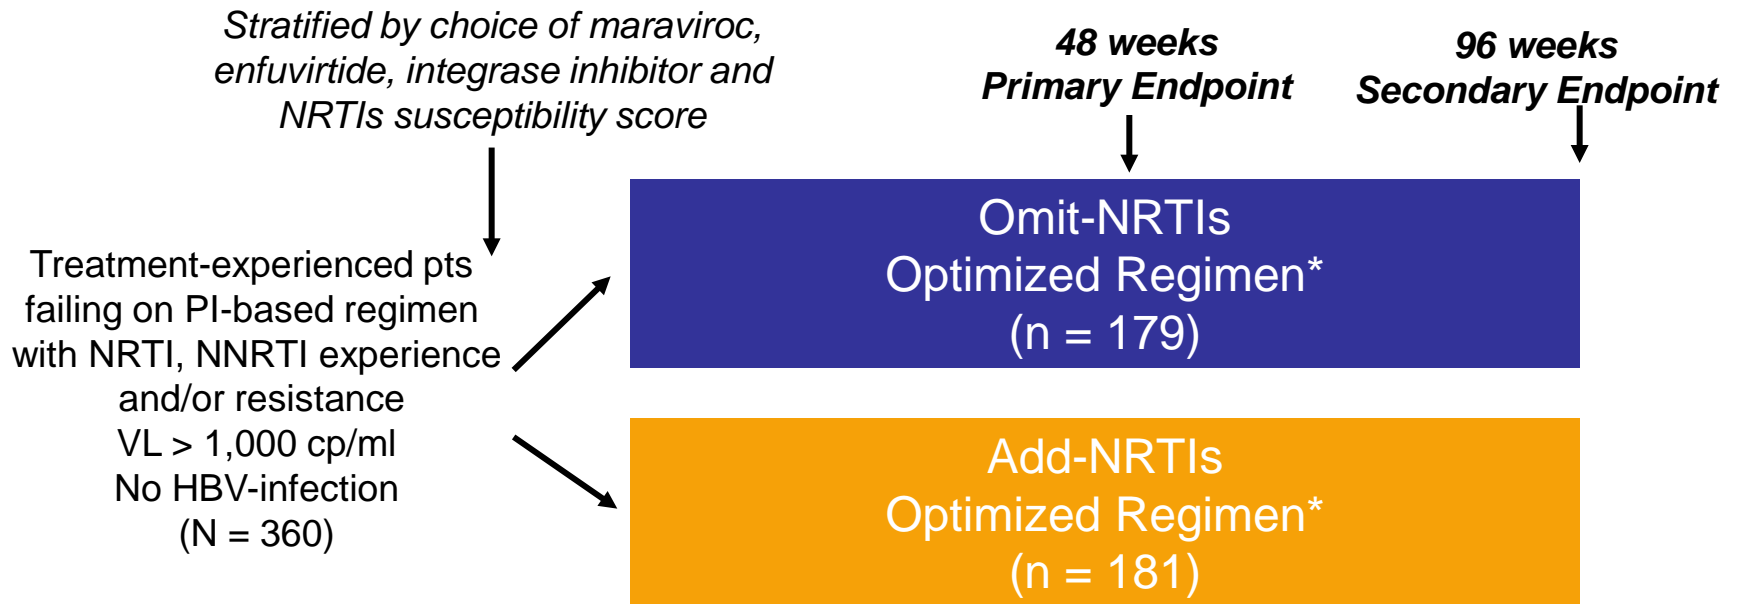 Stratified by choice of maraviroc,
enfuvirtide, integrase inhibitor and
NRTIs susceptibility score
48 weeks
Primary Endpoint
96 weeks
Secondary Endpoint
Treatment-experienced pts
failing on PI-based regimen
with NRTI, NNRTI experience
and/or resistance
VL > 1,000 cp/ml
No HBV-infection
(N = 360)
Omit-NRTIs
Optimized Regimen*
(n = 179)
Add-NRTIs
Optimized Regimen*
(n = 181)